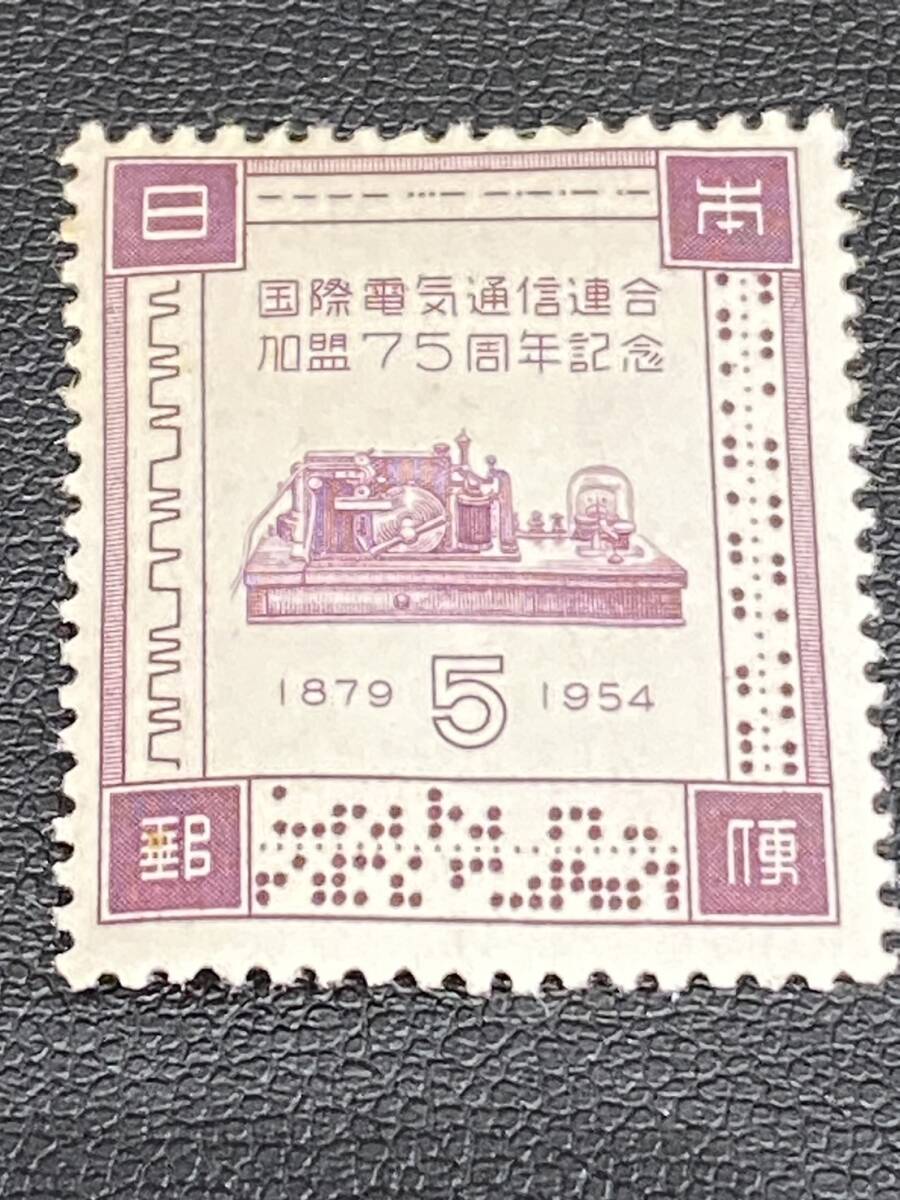 日本
国際電気通信連合
加盟75周年記念
1879 5 1954
郵便